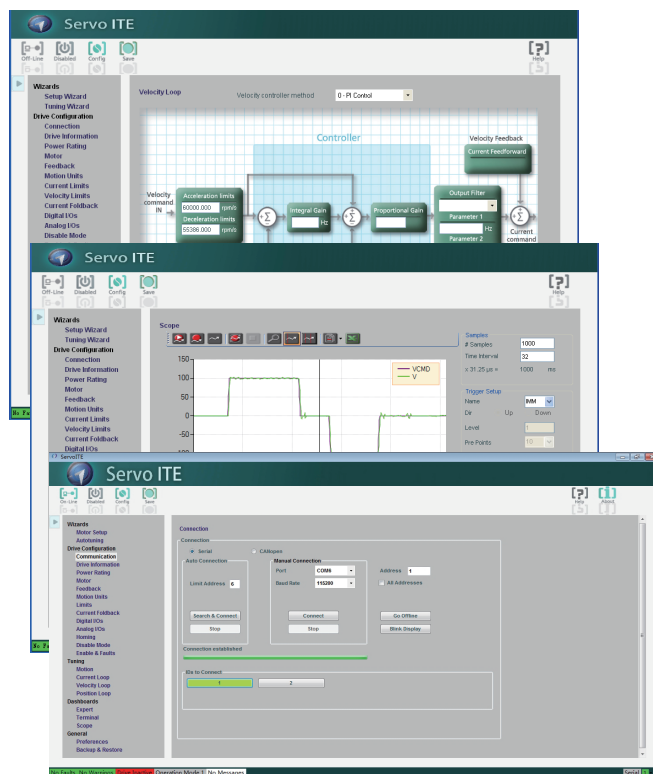 Servo ITE
Off-Line Disabled Config Save Help
Wizards
Setup Wizard
Tuning Wizard
Drive Configuration
Connection
Drive Information
Power Rating
Motor
Feedback
Motion Units
Current Limits
Velocity Limits
Current Foldback
Digital I/Os
Analog I/Os
Disable Mode
Velocity Loop
Velocity controller method 0 - PI Control
Controller
Velocity Feedback
Current Feedforward
Velocity command IN
Acceleration limits
60000.000 rpm/s
Deceleration limits
55386.000 rpm/s
+Σ
Integral Gain
Hz
+Σ
Proportional Gain
Output Filter
Parameter 1
Hz
Parameter 2
+Σ
Current command
Servo ITE
Off-Line Disabled Config Save Help
Wizards
Setup Wizard
Tuning Wizard
Drive Configuration
Connection
Drive Information
Power Rating
Motor
Feedback
Motion Units
Current Limits
Velocity Limits
Current Foldback
Digital I/Os
Scope
150
100
50
0
-50
-100
VCMD
V
Samples
# Samples 1000
Time Interval 32
x 31.25 µs = 1000 ms
Trigger Setup
Name IMM
Dir Up Down
Level 1
Pre Points 10
No Fa
No Fa
ServoITE
Servo ITE
On-Line Disabled Config Save Help About
Wizards
Motor Setup
Autotuning
Drive Configuration
Communication
Drive Information
Power Rating
Motor
Feedback
Motion Units
Limits
Current Foldback
Digital I/Os
Analog I/Os
Homing
Disable Mode
Enable & Faults
Tuning
Motion
Current Loop
Velocity Loop
Position Loop
Dashboards
Expert
Terminal
Scope
General
Preferences
Backup & Restore
Connection
Connection
Serial CANopen
Auto Connection
Limit Address 6
Search & Connect
Stop
Manual Connection
Port COM6
Baud Rate 115200
Connect
Stop
Address 1
All Addresses
Go Offline
Blink Display
Connection established
IDs to Connect
1 2
No Faults No Warnings Drive Inactive Operation Mode 1 No Messages Serial